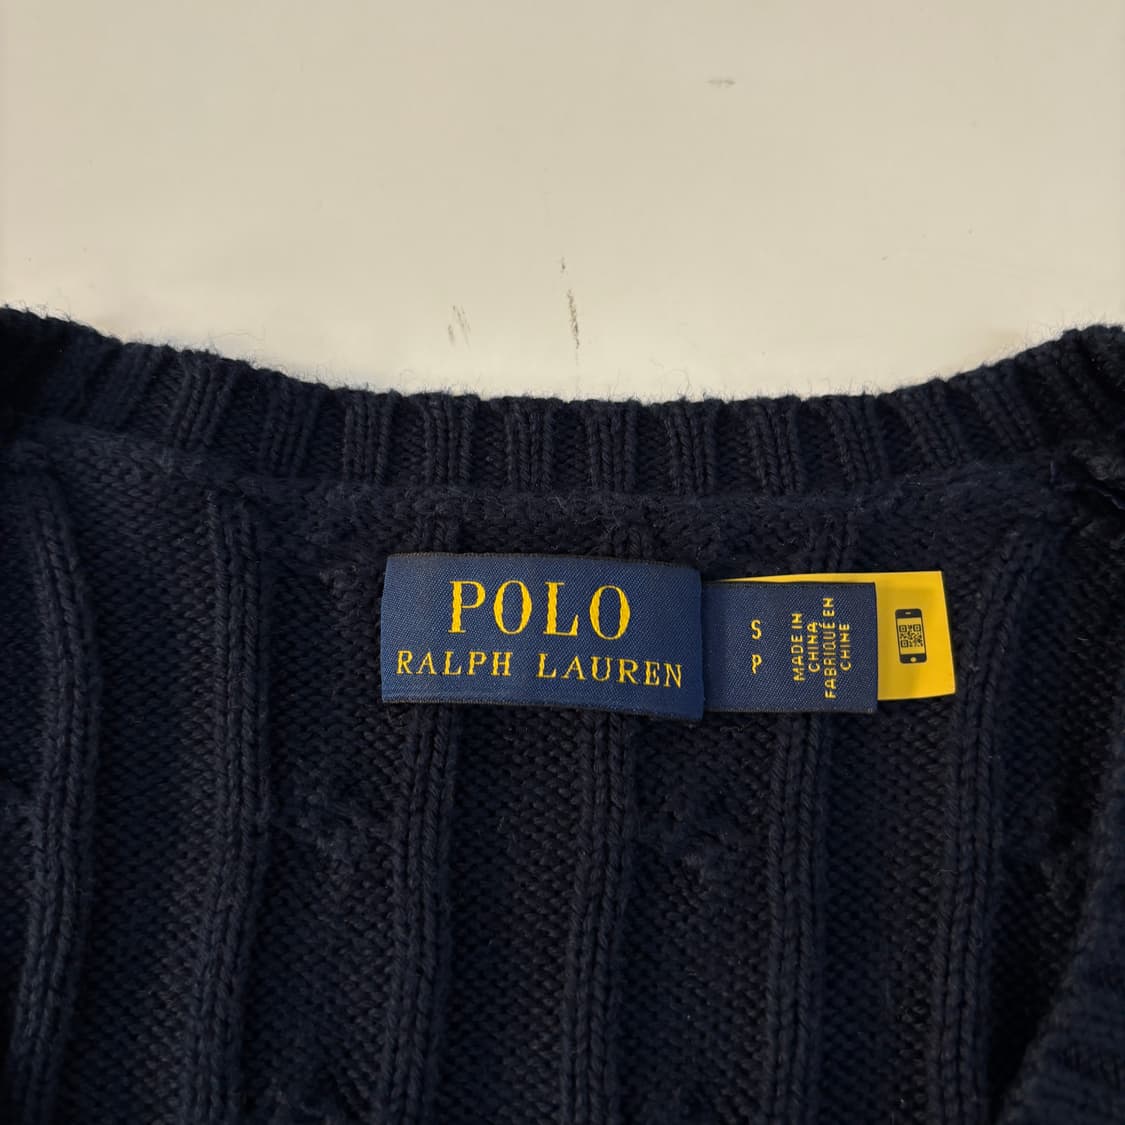 POLO
RALPH LAUREN
S
P
MADE IN
CHINA
FABRIQUÉ EN
CHINE